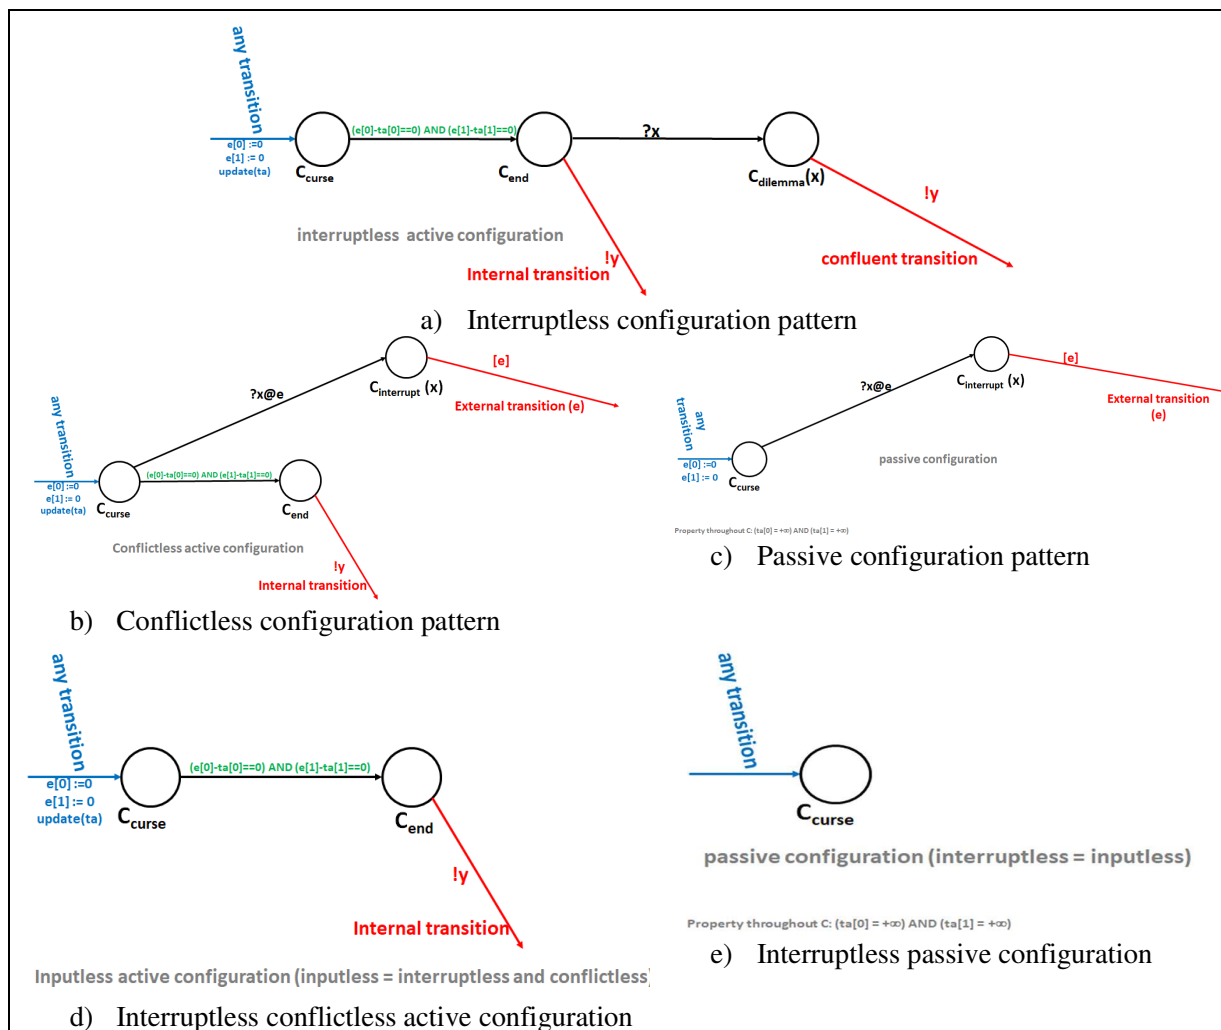 any transition
(e[0]-ta[0]==0) AND (e[1]-ta[1]==0)
?x
e[0] :=0
e[1] := 0
update(ta)
C_curse
C_end
C_dilemma(x)
!y
interruptless active configuration
!y
Internal transition
confluent transition
a) Interruptless configuration pattern
[e]
?x@e
C_interrupt (x)
External transition (e)
any transition
(e[0]-ta[0]==0) AND (e[1]-ta[1]==0)
e[0] :=0
e[1] := 0
update(ta)
C_curse
C_end
Conflictless active configuration
!y
Internal transition
b) Conflictless configuration pattern
[e]
?x@e
C_interrupt (x)
External transition
(e)
any
transition
e[0] :=0
e[1] := 0
C_curse
passive configuration
Property throughout C: (ta[0] = +∞) AND (ta[1] = +∞)
c) Passive configuration pattern
any transition
(e[0]-ta[0]==0) AND (e[1]-ta[1]==0)
e[0] :=0
e[1] := 0
update(ta)
C_curse
C_end
!y
Internal transition
Inputless active configuration (inputless = interruptless and conflictless)
d) Interruptless conflictless active configuration
any transition
C_curse
passive configuration (interruptless = inputless)
Property throughout C: (ta[0] = +∞) AND (ta[1] = +∞)
e) Interruptless passive configuration